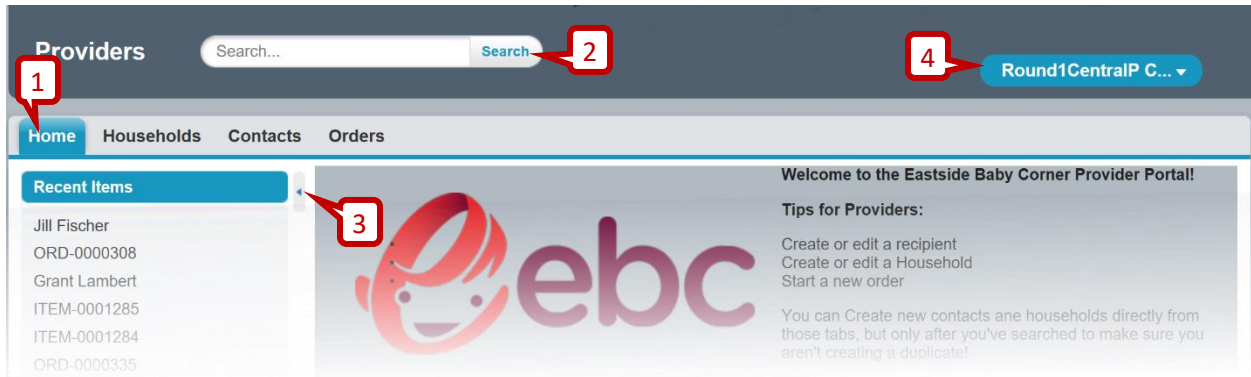 Providers
Search...
Search
2
4
Round1CentralP C...
1
Home Households Contacts Orders
Recent Items
3
Jill Fischer
ORD-0000308
Grant Lambert
ITEM-0001285
ITEM-0001284
ORD-0000335
ebc
Welcome to the Eastside Baby Corner Provider Portal!
Tips for Providers:
Create or edit a recipient
Create or edit a Household
Start a new order
You can Create new contacts ane households directly from
those tabs, but only after you've searched to make sure you
aren't creating a duplicate!